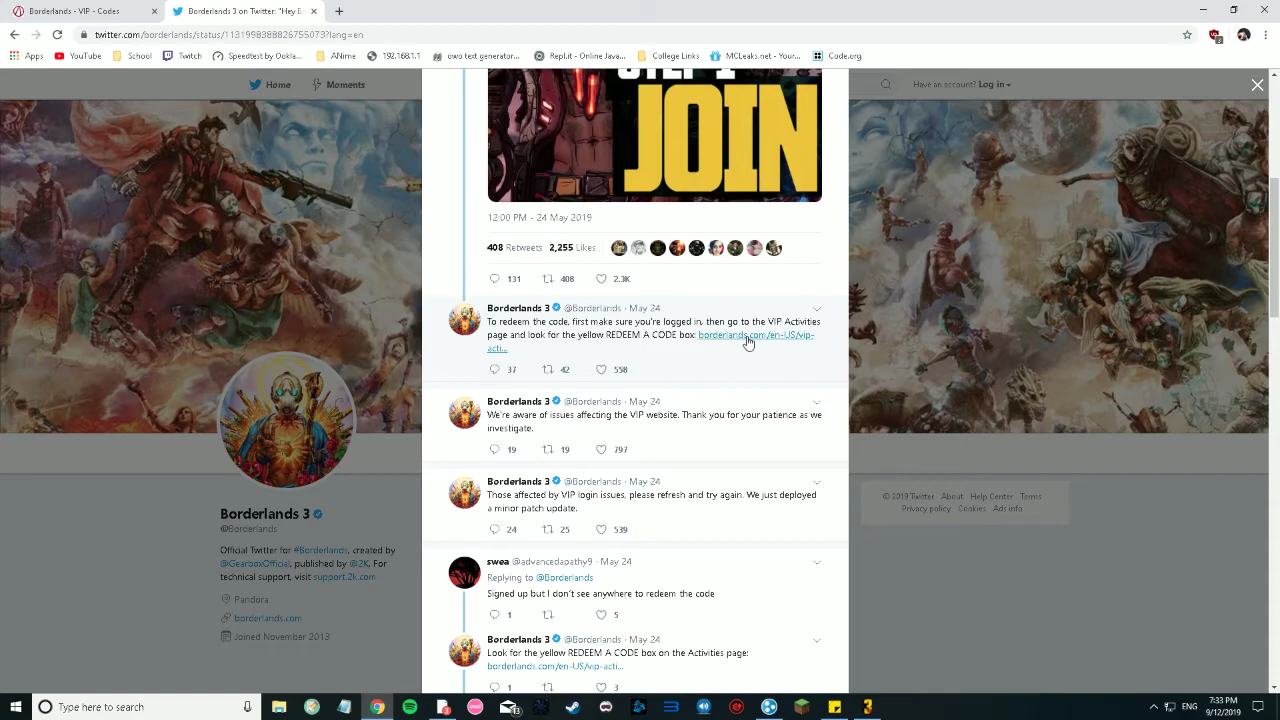 Borderlands - VIP - Codes
Borderlands 3 on Twitter: "Hey B
twitter.com/borderlands/status/1131998388826755073?lang=en
Apps
YouTube
School
Twitch
Speedtest by Ookla...
ANime
192.168.1.1
owo text generator...
Repl.it - Online Java...
College Links
MCLeaks.net - Your...
Code.org
Home
Moments
Have an account? Log in
STEP 1
JOIN
12:00 PM - 24 May 2019
408 Retweets 2,255 Likes
131 408 2.3K
Borderlands 3 @Borderlands · May 24
To redeem the code, first make sure you're logged in, then go to the VIP Activities
page and look for the yellow REDEEM A CODE box: borderlands.com/en-US/vip-
acti...
37 42 558
Borderlands 3 @Borderlands · May 24
We're aware of issues affecting the VIP website. Thank you for your patience as we
investigate.
19 19 797
Borderlands 3 @Borderlands · May 24
Those affected by VIP login issues, please refresh and try again. We just deployed
a minor patch update.
24 25 539
swea @advancedapathy9 · May 24
Replying to @Borderlands
Signed up but I don't see anywhere to redeem the code
1 5
Borderlands 3 @Borderlands · May 24
Look for the yellow REDEEM A CODE box on the Activities page:
borderlands.com/en-US/vip-acti...
1 3
Borderlands 3
@Borderlands
Official Twitter for #Borderlands, created by
@GearboxOfficial, published by @2K. For
technical support, visit support.2k.com
Pandora
borderlands.com
Joined November 2013
© 2019 Twitter About Help Center Terms
Privacy policy Cookies Ads info
Type here to search
13
ENG
7:33 PM
9/12/2019